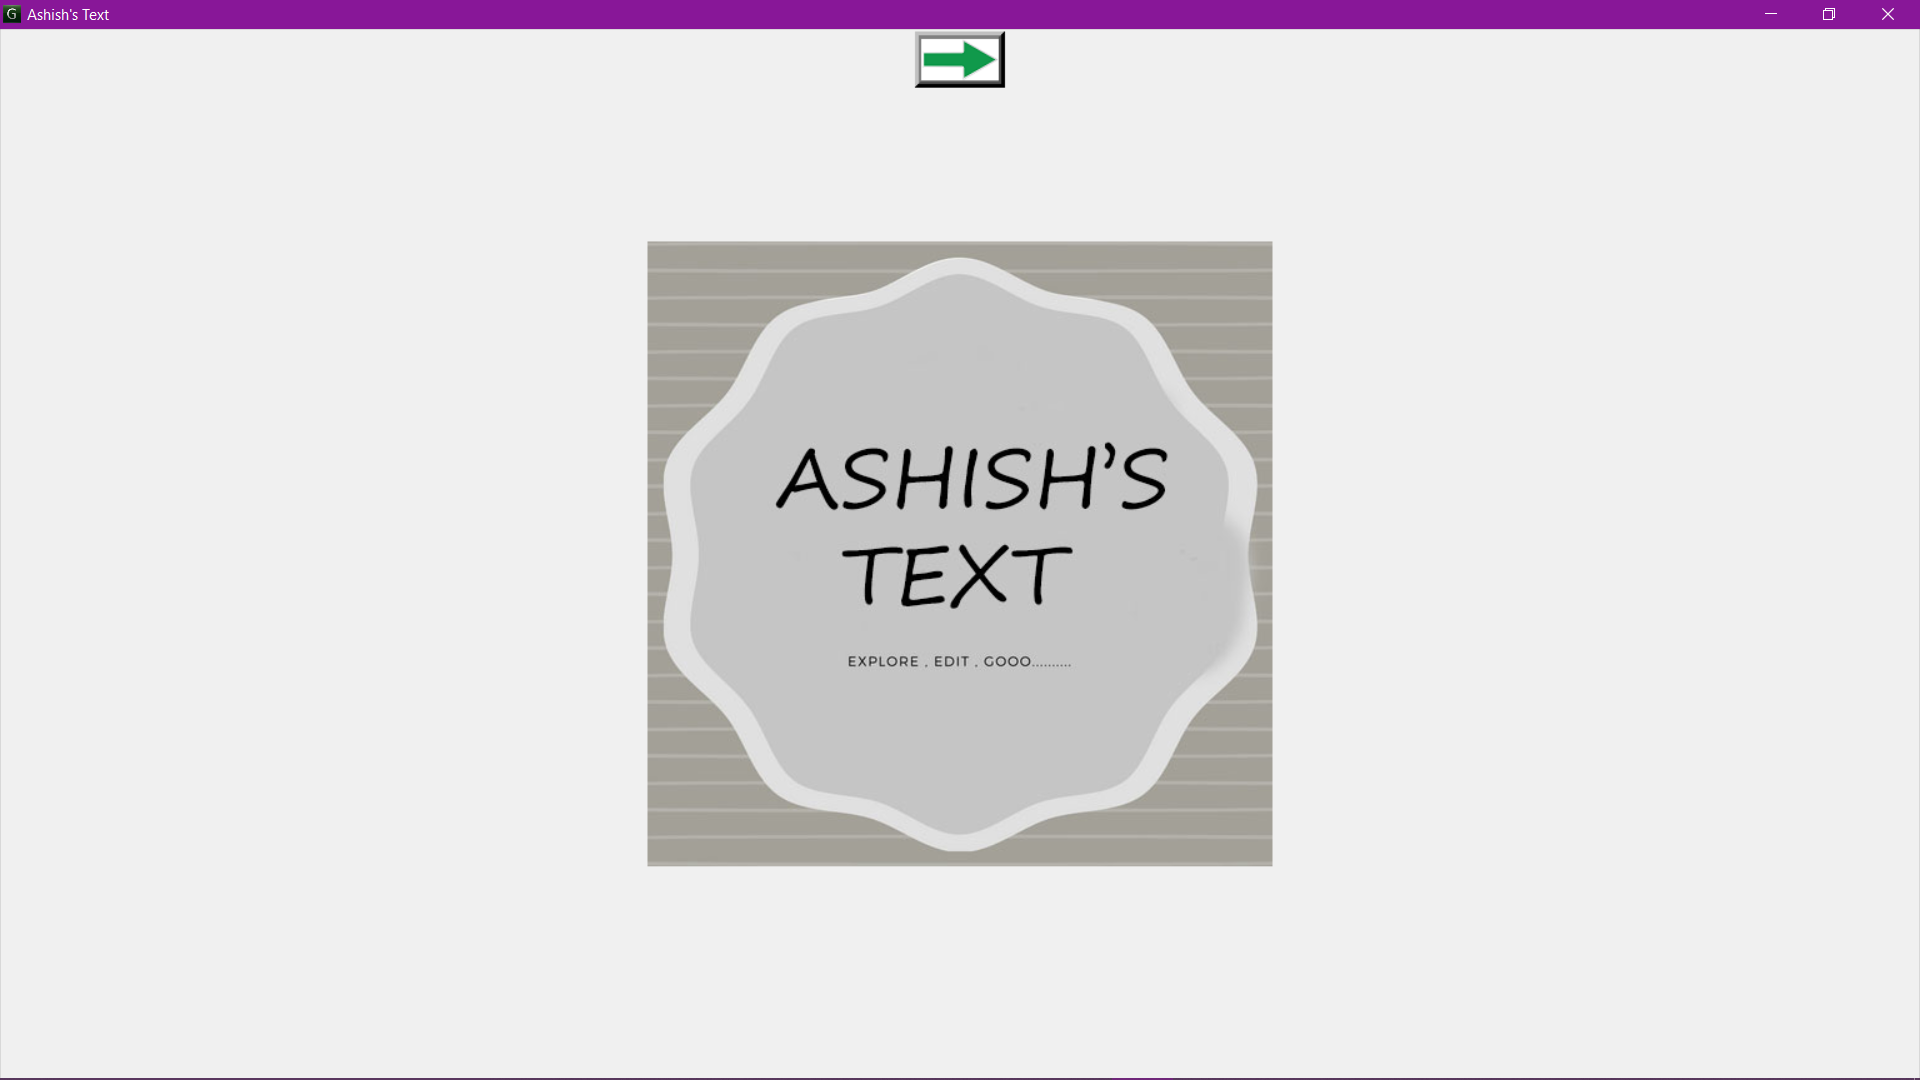 G Ashish's Text
ASHISH’S
TEXT
EXPLORE . EDIT . GOOO..........